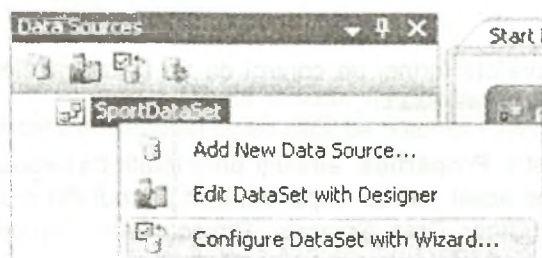 Data Sources
Start
SportDataSet
Add New Data Source...
Edit DataSet with Designer
Configure DataSet with Wizard...